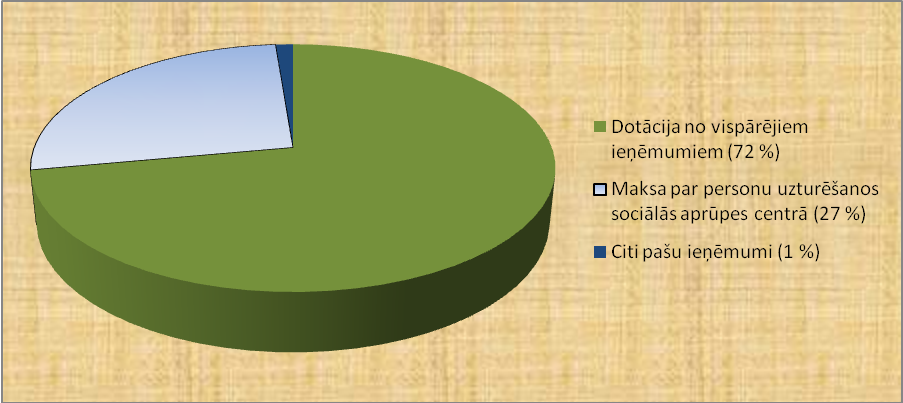 Dotācija no vispārējiem
ieņēmumiem (72 %)
Maksa par personu uzturēšanos
sociālās aprūpes centrā (27 %)
Citi pašu ieņēmumi (1 %)